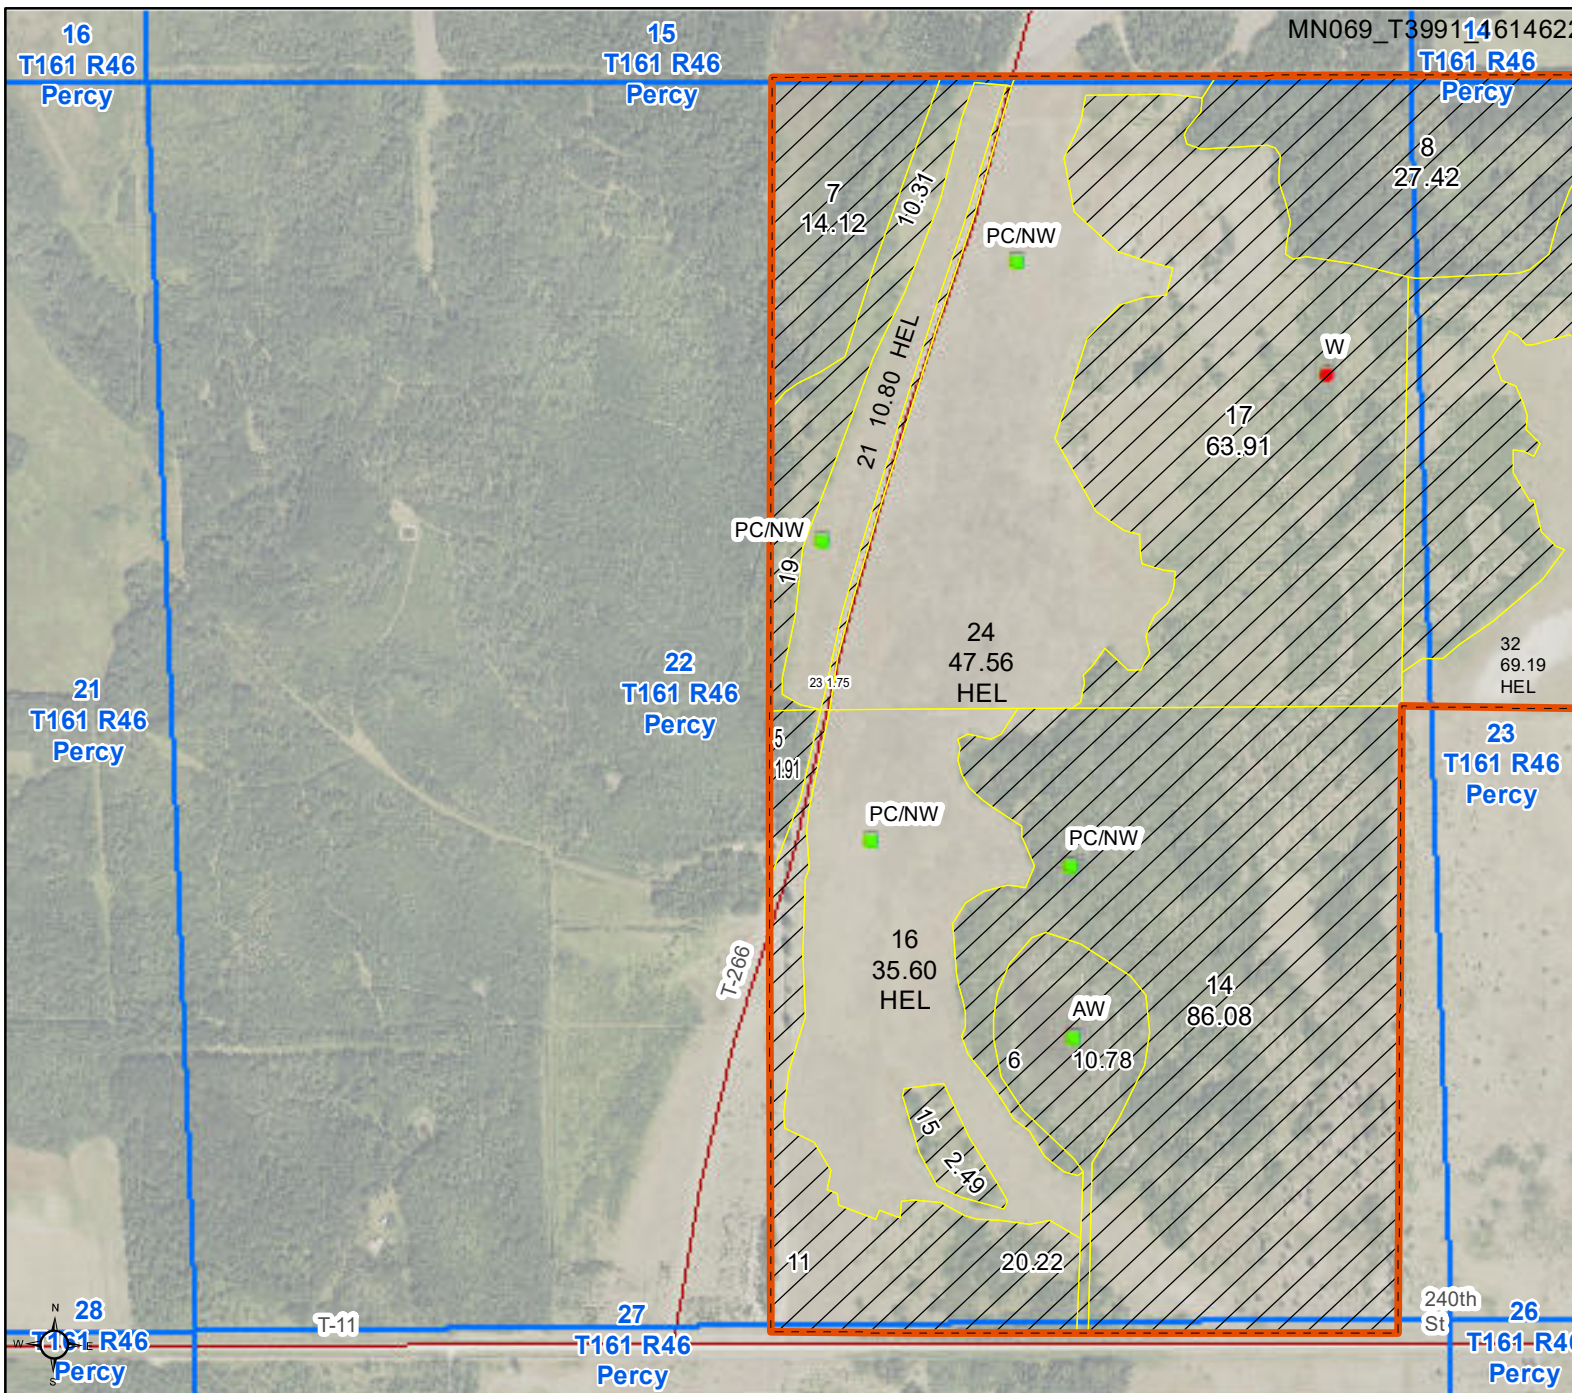 MN069_T3991_1614622
16
T161 R46
Percy
15
T161 R46
Percy
14
T161 R46
Percy
8
27.42
7
14.12
10.31
PC/NW
21 10.80 HEL
W
17
63.91
PC/NW
19
24
47.56
HEL
32
69.19
HEL
23 1.75
22
T161 R46
Percy
21
T161 R46
Percy
5
1.91
23
T161 R46
Percy
PC/NW
PC/NW
T-266
16
35.60
HEL
14
86.08
AW
6
10.78
15
2.49
11
20.22
240th
St
N
W
E
S
28
T161 R46
Percy
T-11
27
T161 R46
Percy
26
T161 R46
Percy